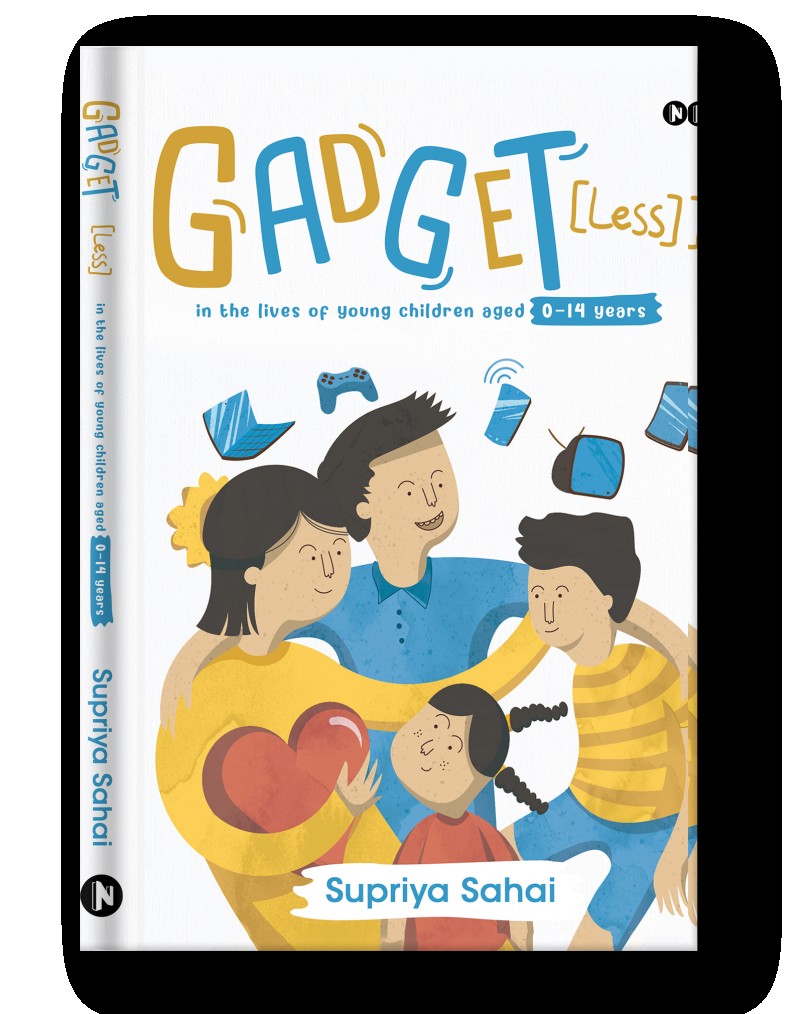 GADGET [Less]
in the lives of young children aged 0-14 years
Supriya Sahai
GADGET [Less] in the lives of young children aged 0-14 years Supriya Sahai
N
N